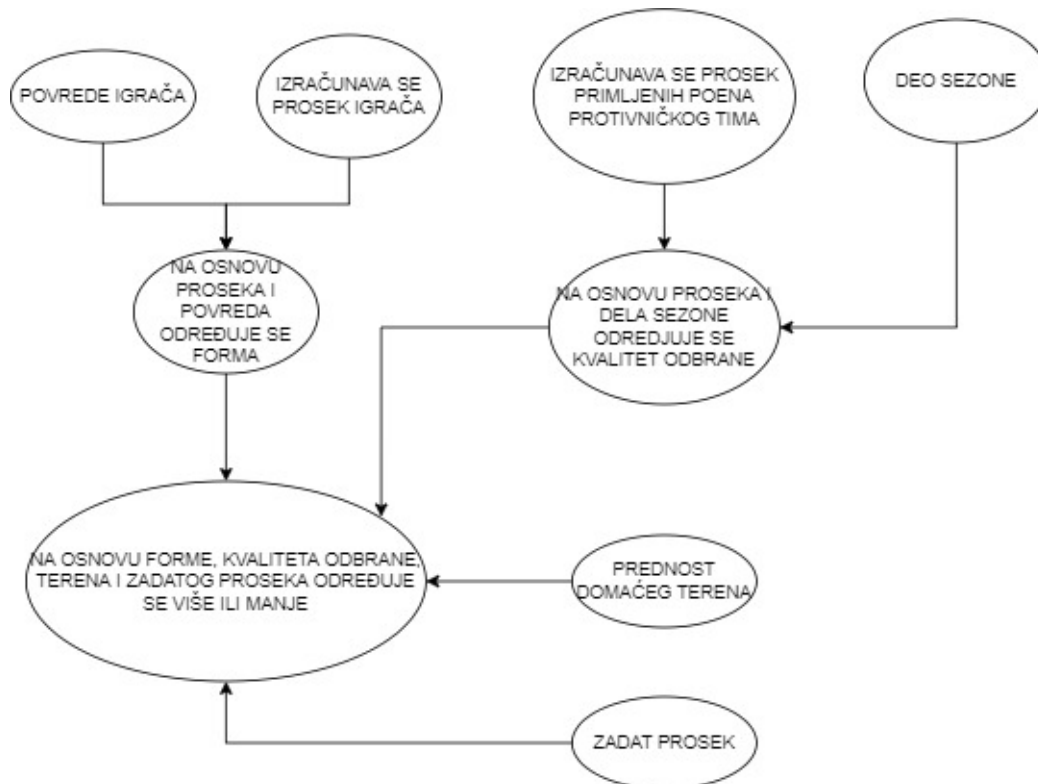 POVREDE IGRAČA
IZRAČUNAVA SE
PROSEK IGRAČA
IZRAČUNAVA SE PROSEK
PRIMLJENIH POENA
PROTIVNIČKOG TIMA
DEO SEZONE
NA OSNOVU
PROSEKA I
POVREDA
ODREĐUJE SE
FORMA
NA OSNOVU PROSEKA I
DELA SEZONE
ODREDJUJE SE
KVALITET ODBRANE
NA OSNOVU FORME, KVALITETA ODBRANE,
TERENA I ZADATOG PROSEKA ODREĐUJE
SE VIŠE ILI MANJE
PREDNOST
DOMAĆEG TERENA
ZADAT PROSEK